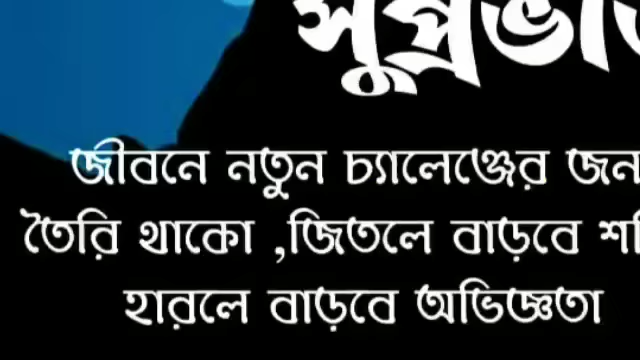 জীবনে নতুন চ্যালেঞ্জের
তৈরি থাকো ,জিতলে বাড়বে
হারলে বাড়বে অভিজ্ঞতা